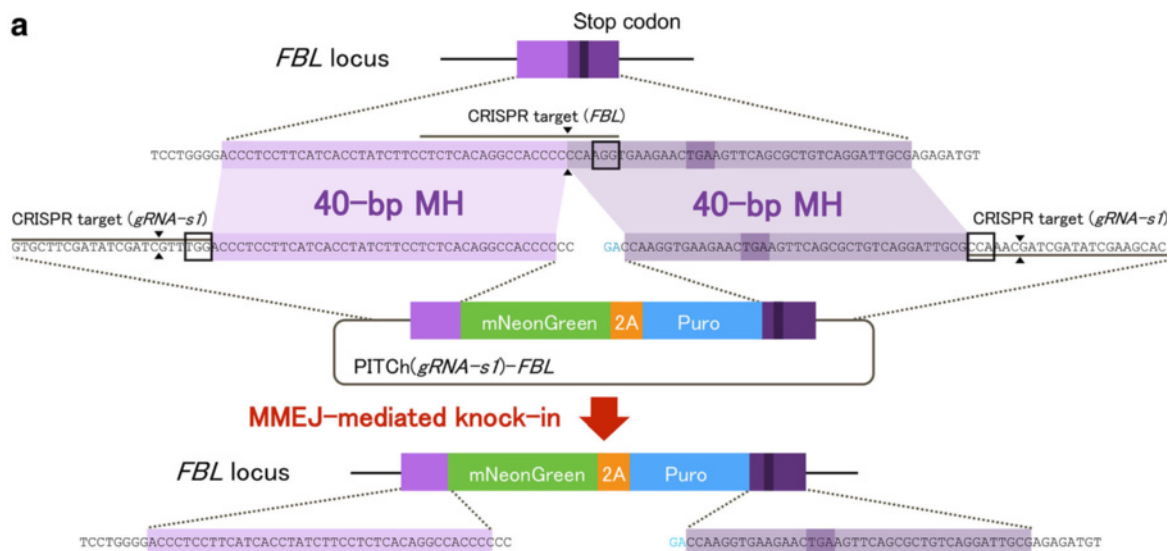 a
Stop codon
FBL locus
CRISPR target (FBL)
TCCTGGGGACCCTCCTTCATCACCTATCTTCCTCTCACAGGCCACCCCCCAAGGTGAAGAACTGAAGTTCAGCGCTGTCAGGATTGCGAGAGATGT
40-bp MH
40-bp MH
CRISPR target (gRNA-s1)
CRISPR target (gRNA-s1)
GTGCTTCGATATCGATCGTTTGGACCCTCCTTCATCACCTATCTTCCTCTCACAGGCCACCCCCC
GACCAAGGTGAAGAACTGAAGTTCAGCGCTGTCAGGATTGCGCCAAACGATCGATATCGAAGCAC
mNeonGreen 2A Puro
PITCh(gRNA-s1)-FBL
MMEJ-mediated knock-in
FBL locus
mNeonGreen 2A Puro
TCCTGGGGACCCTCCTTCATCACCTATCTTCCTCTCACAGGCCACCCCCC
GACCAAGGTGAAGAACTGAAGTTCAGCGCTGTCAGGATTGCGAGAGATGT